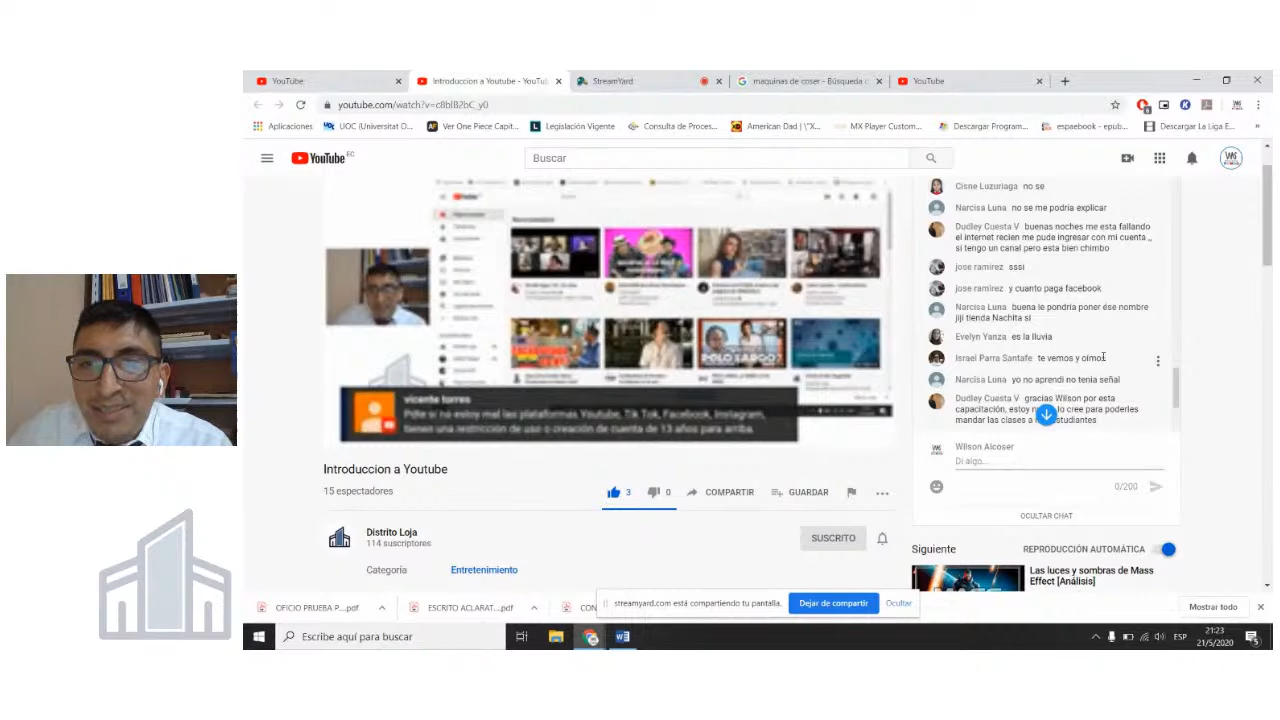 YouTube
Introduccion a Youtube - YouTub
StreamYard
maquinas de coser - Búsqueda
YouTube
youtube.com/watch?v=c8blB2bC_y0
Aplicaciones
UOC (Universitat O...
Ver One Piece Capit...
Legislación Vigente
Consulta de Proces...
American Dad | \"X...
MX Player Custom...
Descargar Program...
espaebook - epub...
Descargar La Liga E...
YouTube EC
Buscar
Cisne Luzuriaga no se
Narcisa Luna no se me podría explicar
Dudley Cuesta V buenas noches me esta fallando
el internet recien me pude ingresar con mi cuenta ,,
si tengo un canal pero esta bien chimbo
jose ramirez sssi
jose ramirez y cuanto paga facebook
Narcisa Luna buena le pondría poner ése nombre
jiji tienda Nachita si
Evelyn Yanza es la lluvia
Israel Parra Santafe te vemos y oímos
Narcisa Luna yo no aprendi no tenia señal
Dudley Cuesta V gracias Wilson por esta
capacitación, estoy lo cree para poderles
mandar las clases a estudiantes
Wilson Alcoser
Di algo...
0/200
OCULTAR CHAT
vicente torres
Pdte si no estoy mal las plataformas Youtube, Tik Tok, Facebook, Instagram,
tienen una restricción de uso o creación de cuenta de 13 años para arriba.
Introduccion a Youtube
15 espectadores
3
0
COMPARTIR
GUARDAR
Distrito Loja
114 suscriptores
SUSCRITO
Categoría
Entretenimiento
Siguiente
REPRODUCCIÓN AUTOMÁTICA
Las luces y sombras de Mass
Effect [Análisis]
streamyard.com está compartiendo tu pantalla.
Dejar de compartir
Ocultar
OFICIO PRUEBA P....pdf
ESCRITO ACLARAT....pdf
CON
Mostrar todo
Escribe aquí para buscar
ESP
21:23
21/5/2020